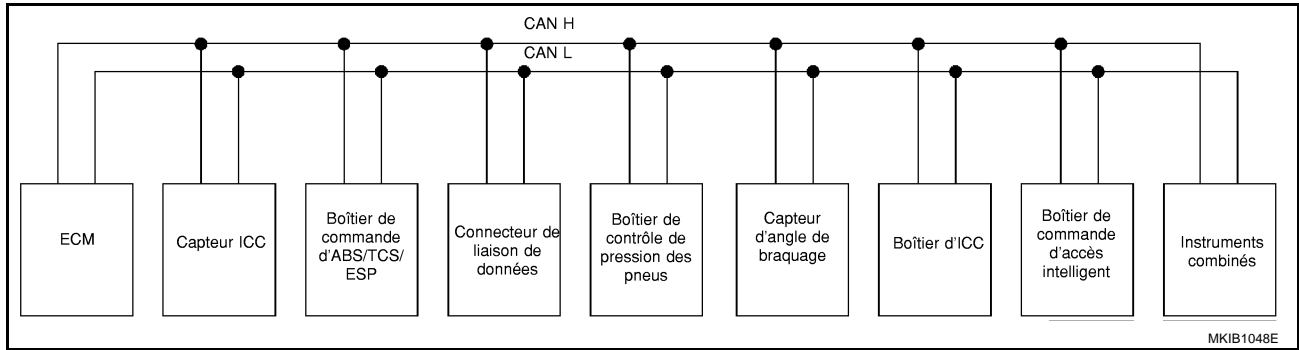 CAN H
CAN L
ECM
Capteur ICC
Boîtier de
commande
d'ABS/TCS/
ESP
Connecteur de
liaison de
données
Boîtier de
contrôle de
pression des
pneus
Capteur
d'angle de
braquage
Boîtier d'ICC
Boîtier de
commande
d'accès
intelligent
Instruments
combinés
MKIB1048E